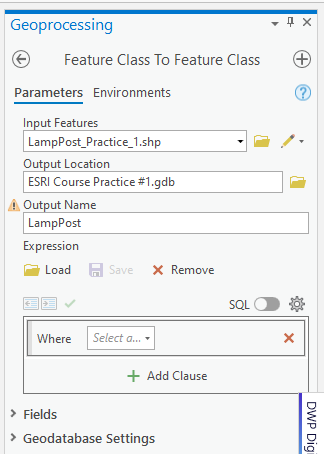 Geoprocessing
Feature Class To Feature Class
Parameters Environments
Input Features
LampPost_Practice_1.shp
Output Location
ESRI Course Practice #1.gdb
Output Name
LampPost
Expression
Load Save Remove
SQL
Where Select a...
Add Clause
Fields
Geodatabase Settings
DWP Digi